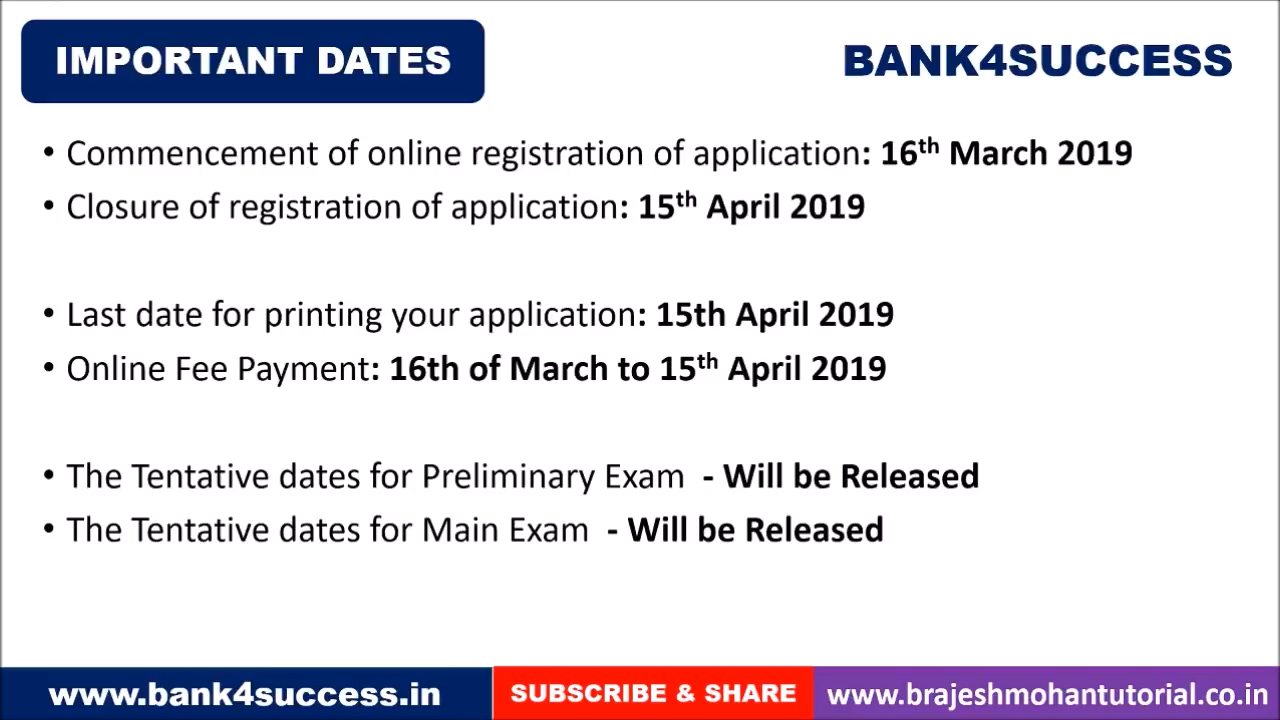 IMPORTANT DATES
BANK4SUCCESS
• Commencement of online registration of application: 16th March 2019
• Closure of registration of application: 15th April 2019
• Last date for printing your application: 15th April 2019
• Online Fee Payment: 16th of March to 15th April 2019
• The Tentative dates for Preliminary Exam - Will be Released
• The Tentative dates for Main Exam - Will be Released
www.bank4success.in
SUBSCRIBE & SHARE
www.brajeshmohantutorial.co.in